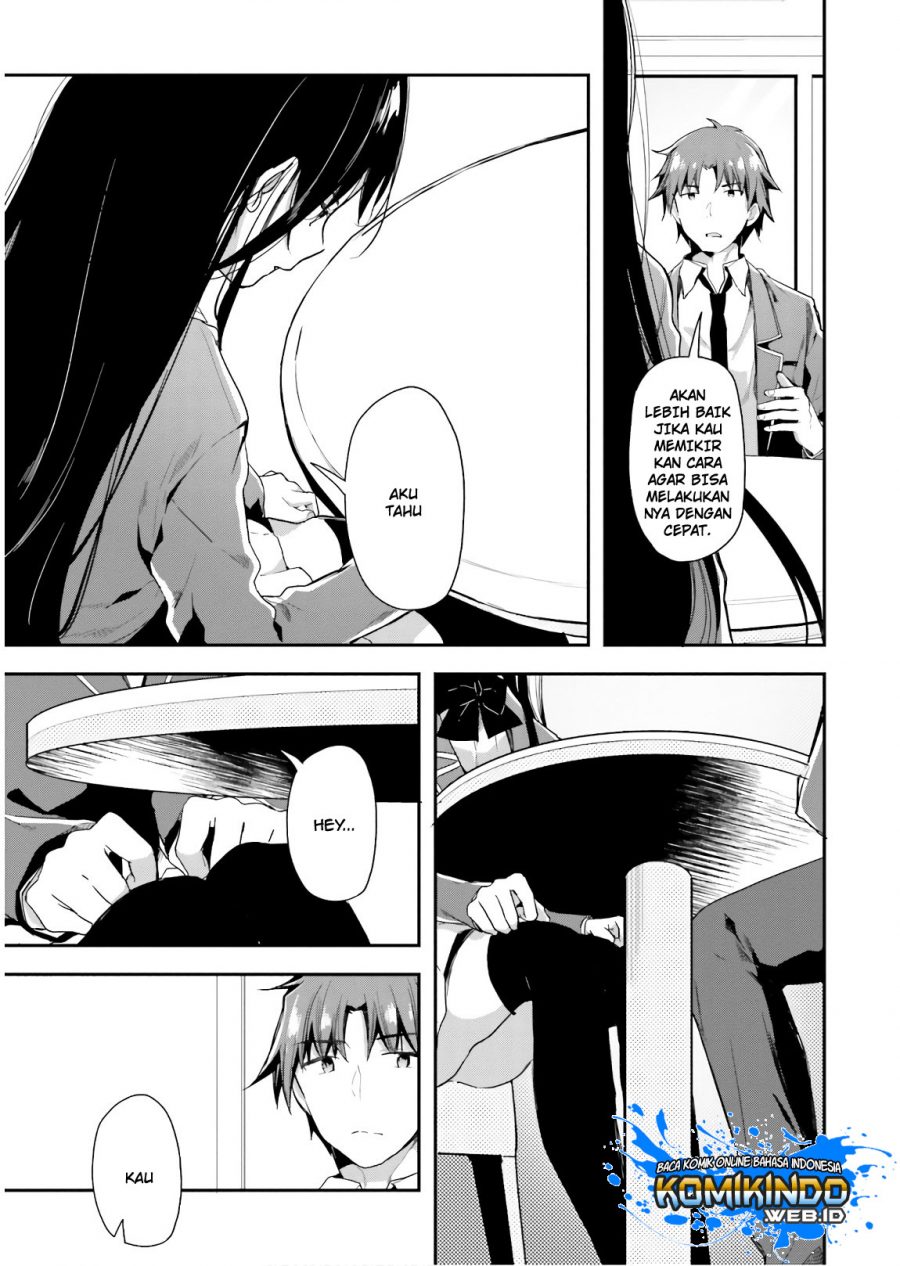 AKAN
LEBIH BAIK
JIKA KAU
MEMIKIR
KAN CARA
AGAR BISA
MELAKUKAN
NYA DENGAN
CEPAT.
AKU
TAHU
HEY...
KAU
BACA KOMIK ONLINE BAHASA INDONESIA
KOMIKINDO
WEB.ID